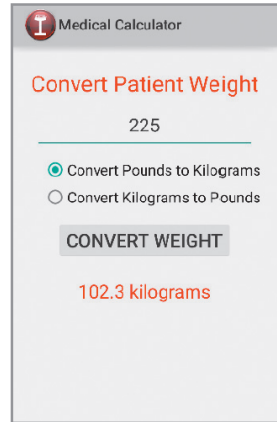 Medical Calculator
Convert Patient Weight
225
Convert Pounds to Kilograms
Convert Kilograms to Pounds
CONVERT WEIGHT
102.3 kilograms